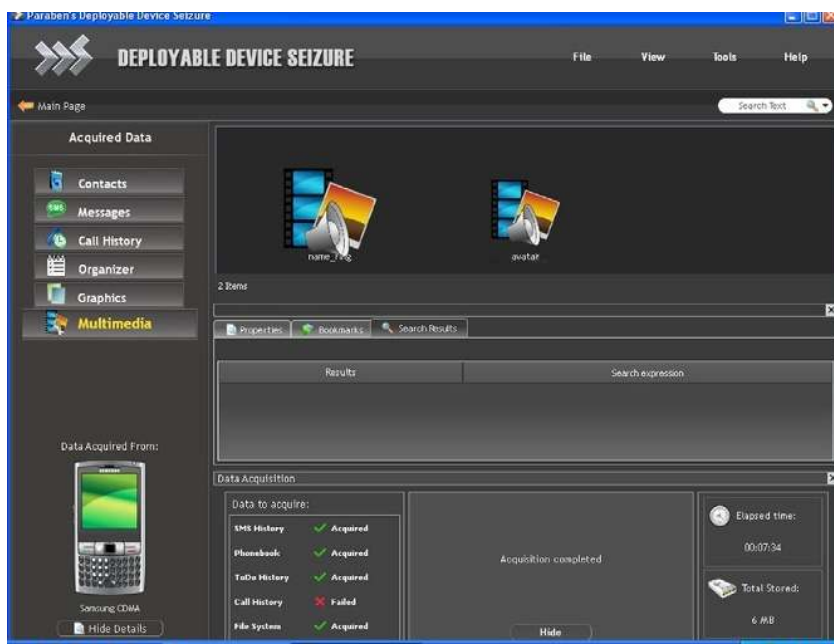 Paraben's Deployable Device Seizure
DEPLOYABLE DEVICE SEIZURE
File View Tools Help
Main Page
Search Text
Acquired Data
Contacts
SMS
Messages
Call History
Organizer
Graphics
Multimedia
avatar
2 Items
Properties Bookmarks Search Results
Results Search expression
Data Acquired From:
SAMSUNG
Samsung CDMA
Hide Details
Data Acquisition
Data to acquire:
SMS History Acquired
Phonebook Acquired
ToDo History Acquired
Call History Failed
File System Acquired
Acquisition completed
Hide
Elapsed time:
00:07:34
Total Stored:
6 MB